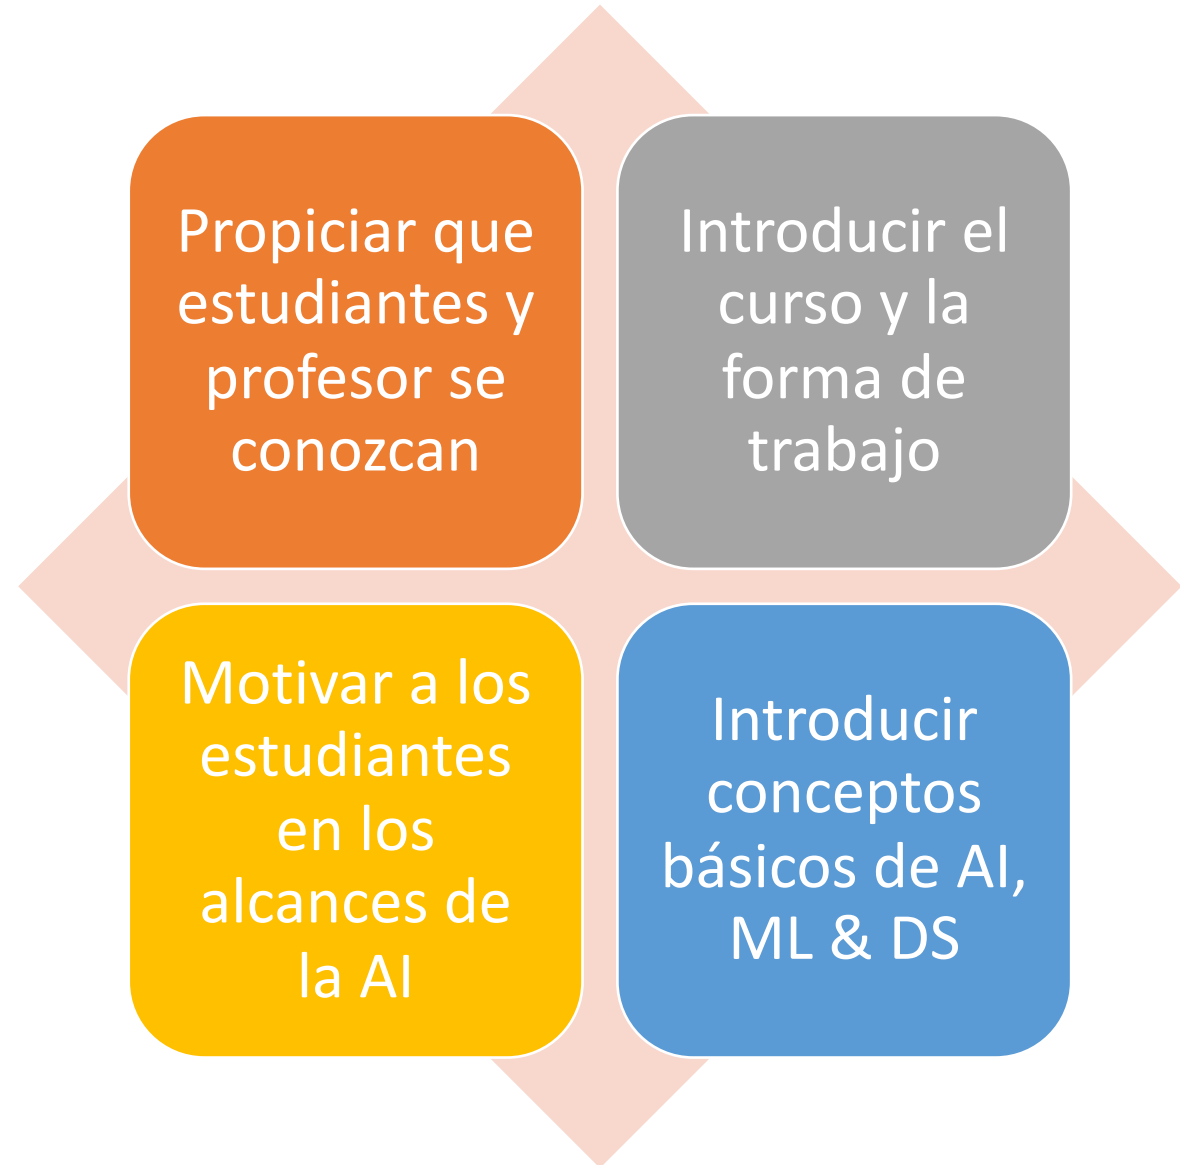 Propiciar que
estudiantes y
profesor se
conozcan
Introducir el
curso y la
forma de
trabajo
Motivar a los
estudiantes
en los
alcances de
la AI
Introducir
conceptos
básicos de AI,
ML & DS